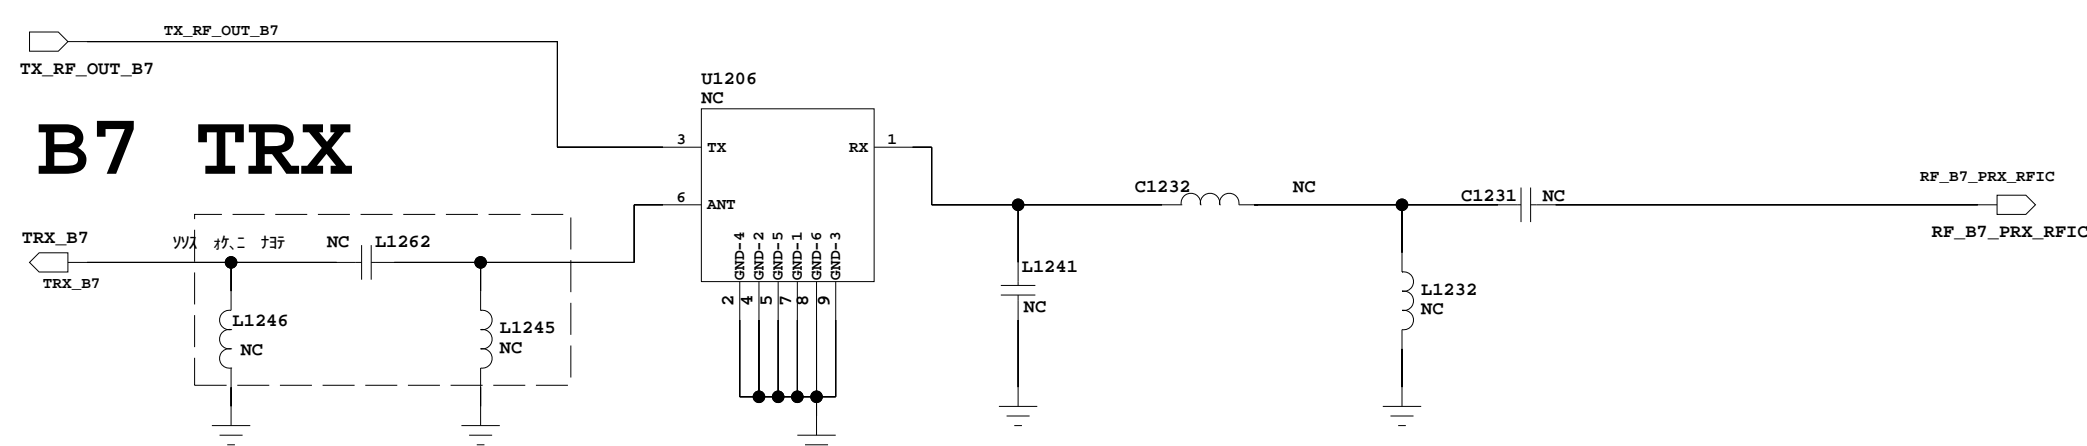 TX_RF_OUT_B7
TX_RF_OUT_B7
B7 TRX
U1206
NC
3
TX
RX
1
6
ANT
GND-4
GND-2
GND-5
GND-1
GND-6
GND-3
2
4
5
7
8
9
TRX_B7
TRX_B7
ソリス ォケ、ニ ナヨテ
NC
L1262
L1246
NC
L1245
NC
L1241
NC
C1232
NC
L1232
NC
C1231
NC
RF_B7_PRX_RFIC
RF_B7_PRX_RFIC